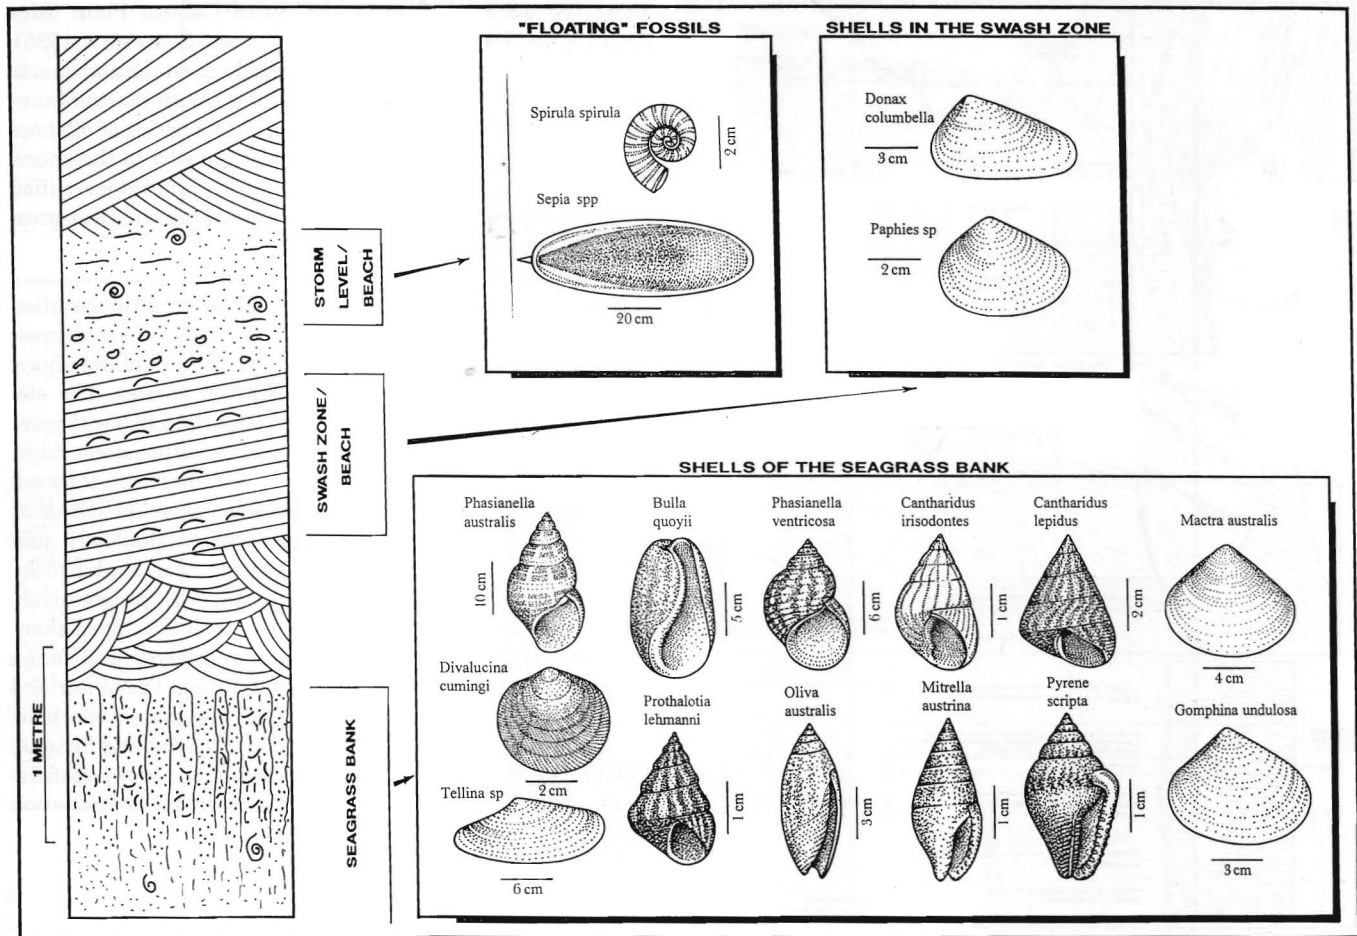 "FLOATING" FOSSILS
Spirula spirula
2 cm
Sepia spp
20 cm
SHELLS IN THE SWASH ZONE
Donax
columbella
3 cm
Paphies sp
2 cm
STORM
LEVEL/
BEACH
SWASH ZONE/
BEACH
SEAGRASS BANK
1 METRE
SHELLS OF THE SEAGRASS BANK
Phasianella
australis
10 cm
Bulla
quoyii
5 cm
Phasianella
ventricosa
6 cm
Cantharidus
irisodontes
1 cm
Cantharidus
lepidus
2 cm
Mactra australis
4 cm
Divalucina
cumingi
2 cm
Tellina sp
6 cm
Prothalotia
lehmanni
1 cm
Oliva
australis
3 cm
Mitrella
austrina
1 cm
Pyrene
scripta
1 cm
Gomphina undulosa
3 cm